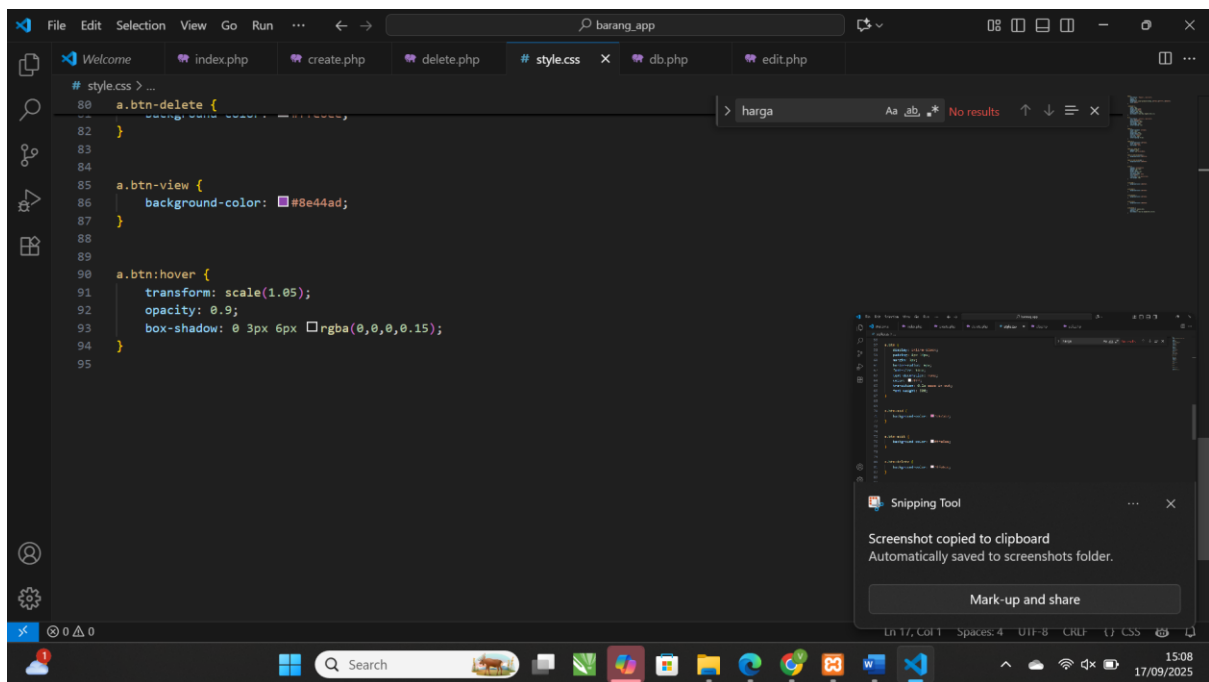 File Edit Selection View Go Run ··· ← → barang_app
Welcome index.php create.php delete.php # style.css × db.php edit.php ···
# style.css > ...
80 a.btn-delete {
82 }
83
84
85 a.btn-view {
86 background-color: #8e44ad;
87 }
88
89
90 a.btn:hover {
91 transform: scale(1.05);
92 opacity: 0.9;
93 box-shadow: 0 3px 6px rgba(0,0,0,0.15);
94 }
95
> harga Aa ab .* No results
Snipping Tool ··· ×
Screenshot copied to clipboard
Automatically saved to screenshots folder.
Mark-up and share
0 0 Ln 17, Col 1 Spaces: 4 UTF-8 CRLF {} CSS
1 Search 15:08
17/09/2025